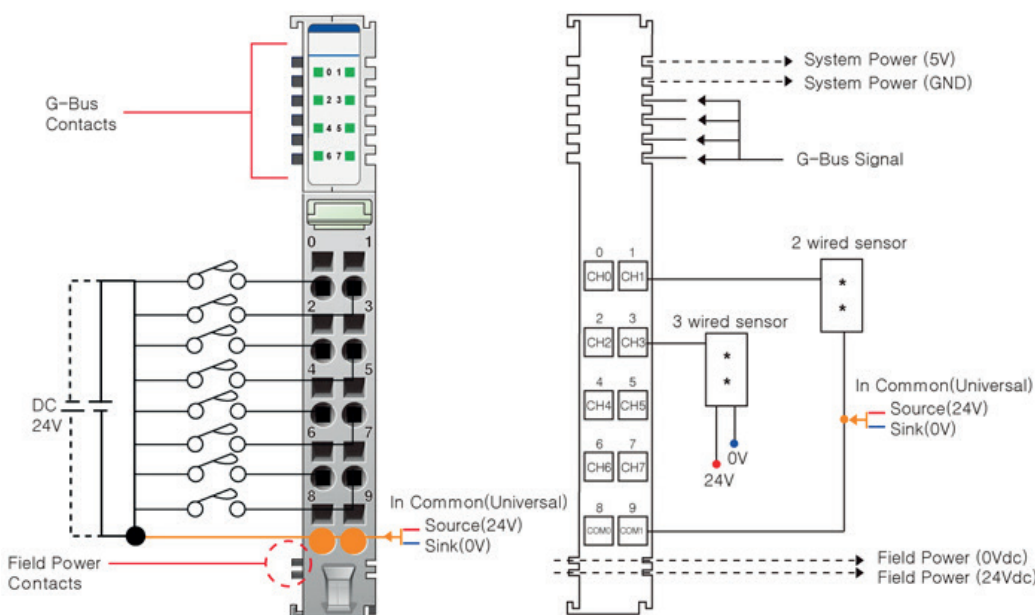 G-Bus
Contacts
0 1
2 3
4 5
6 7
0 1
2 3
4 5
6 7
8 9
DC
24V
In Common(Universal)
Source(24V)
Sink(0V)
Field Power
Contacts
System Power (5V)
System Power (GND)
G-Bus Signal
2 wired sensor
* 
*
3 wired sensor
*
*
0V
24V
In Common(Universal)
Source(24V)
Sink(0V)
0 1
CH0 CH1
2 3
CH2 CH3
4 5
CH4 CH5
6 7
CH6 CH7
8 9
COM0 COM1
Field Power (0Vdc)
Field Power (24Vdc)